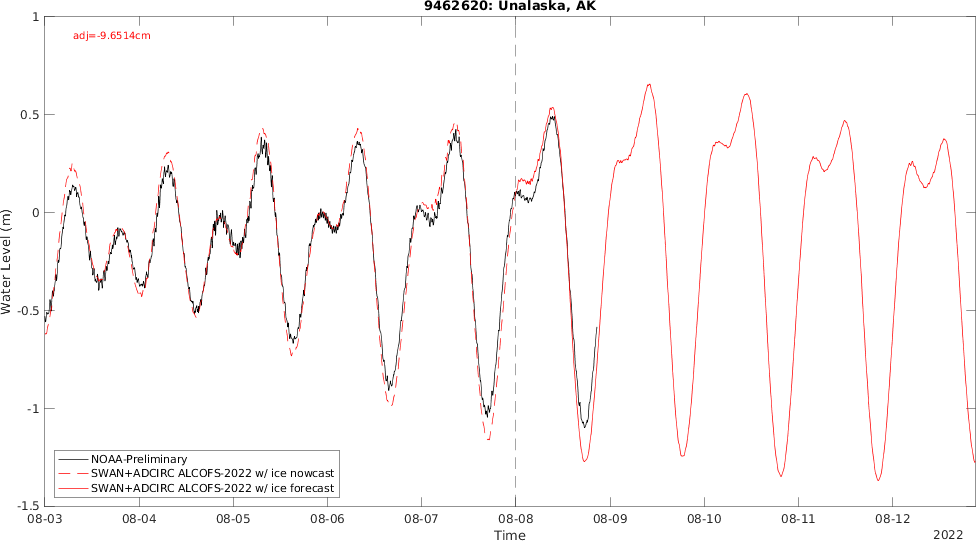 9462620: Unalaska, AK
adj=-9.6514cm
Water Level (m)
1
0.5
0
-0.5
-1
-1.5
NOAA-Preliminary
SWAN+ADCIRC ALCOFS-2022 w/ ice nowcast
SWAN+ADCIRC ALCOFS-2022 w/ ice forecast
08-03 08-04 08-05 08-06 08-07 08-08 08-09 08-10 08-11 08-12
Time
2022